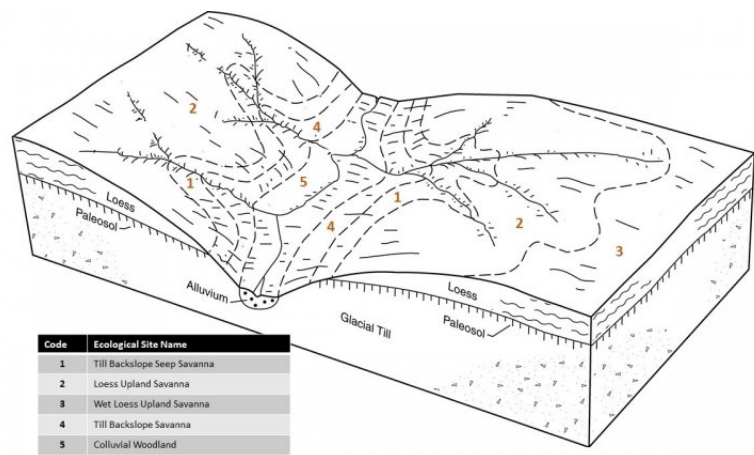 2
4
5
1
1
4
2
3
Loess
Paleosol
Alluvium
Loess
Paleosol
Glacial Till
Code Ecological Site Name
1 Till Backslope Seep Savanna
2 Loess Upland Savanna
3 Wet Loess Upland Savanna
4 Till Backslope Savanna
5 Colluvial Woodland